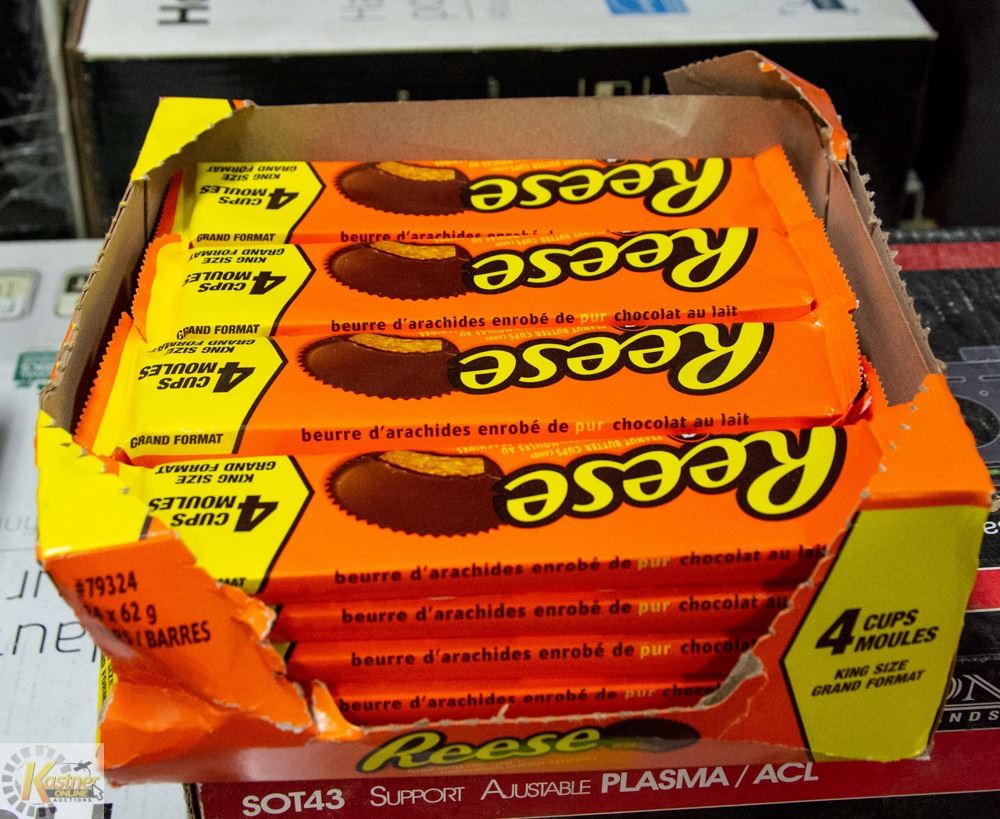 Reese
4 CUPS
MOULES
KING SIZE
GRAND FORMAT
GRAND FORMAT
beurre d'arachides enrobé
Reese
4 CUPS
MOULES
KING SIZE
GRAND FORMAT
GRAND FORMAT
beurre d'arachides enrobé de pur chocolat au lait
Reese
4 CUPS
MOULES
KING SIZE
GRAND FORMAT
GRAND FORMAT
beurre d'arachides enrobé de pur chocolat au lait
Reese
4 CUPS
MOULES
KING SIZE
GRAND FORMAT
beurre d'arachides enrobé de pur chocolat au lait
beurre d'arachides enrobé de pur chocolat au
beurre d'arachides enrobé de pur chocolat
beurre d'arachides enrobé de pur
#79324
x 62 g
/ BARRES
4 CUPS
MOULES
KING SIZE
GRAND FORMAT
Reese
SOT43 SUPPORT AJUSTABLE PLASMA / ACL
Kastner
ONLINE
AUCTIONS